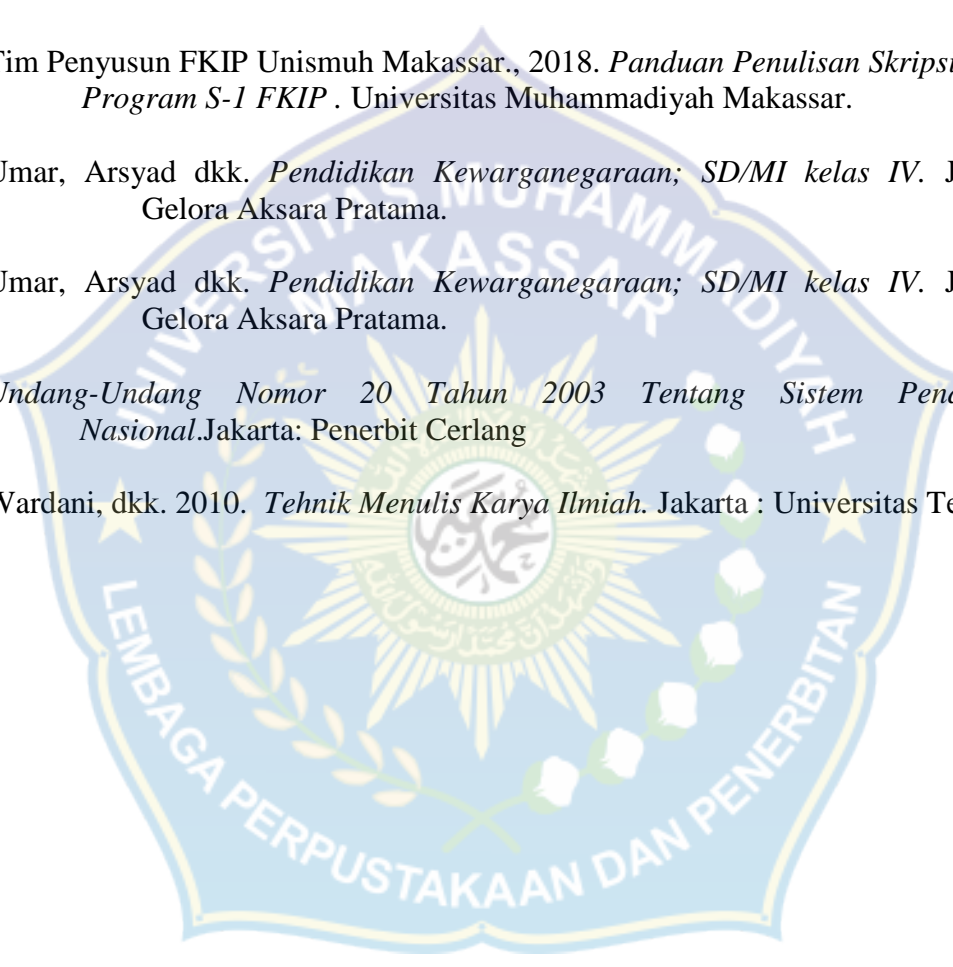 Tim Penyusun FKIP Unismuh Makassar., 2018. Panduan Penulisan Skripsi
Program S-1 FKIP . Universitas Muhammadiyah Makassar.
Umar, Arsyad dkk. Pendidikan Kewarganegaraan; SD/MI kelas IV. J
Gelora Aksara Pratama.
Umar, Arsyad dkk. Pendidikan Kewarganegaraan; SD/MI kelas IV. J
Gelora Aksara Pratama.
Undang-Undang Nomor 20 Tahun 2003 Tentang Sistem Pend
Nasional.Jakarta: Penerbit Cerlang
Wardani, dkk. 2010. Tehnik Menulis Karya Ilmiah. Jakarta : Universitas Te
UNIVERSITAS MUHAMMADIYAH
MAKASSAR
LEMBAGA PERPUSTAKAAN DAN PENERBITAN